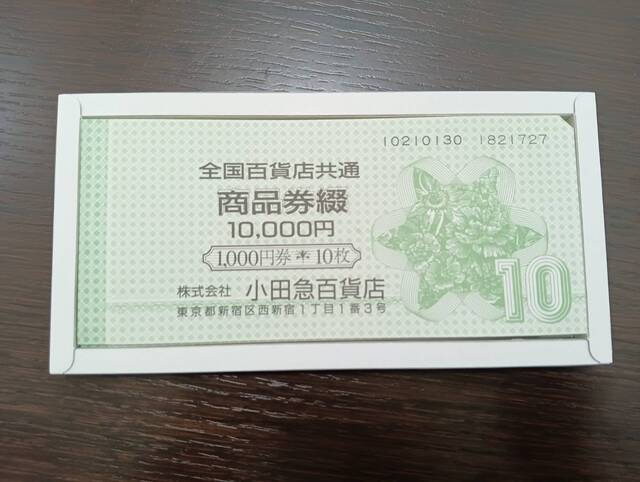 10210130 1821727
全国百貨店共通
商品券綴
10,000円
1,000円券＊10枚
株式会社 小田急百貨店
東京都新宿区西新宿1丁目1番3号
10